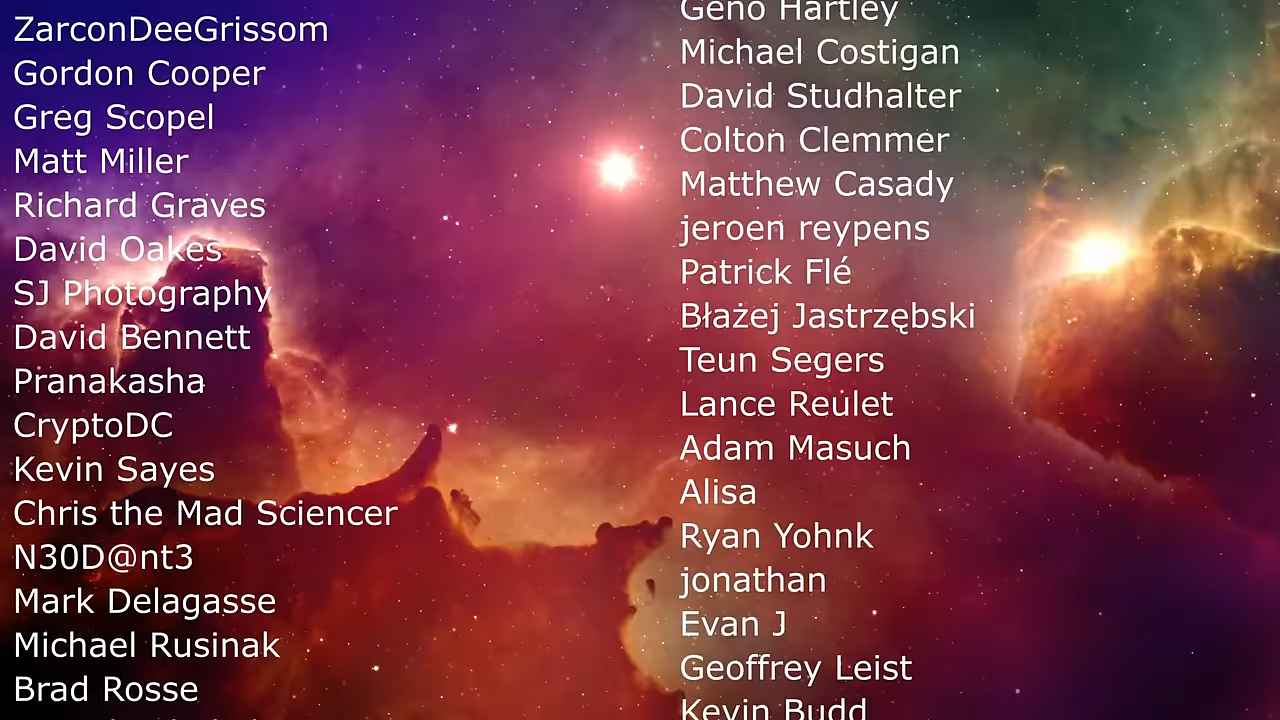 ZarconDeeGrissom
Gordon Cooper
Greg Scopel
Matt Miller
Richard Graves
David Oakes
SJ Photography
David Bennett
Pranakasha
CryptoDC
Kevin Sayes
Chris the Mad Sciencer
N30D@nt3
Mark Delagasse
Michael Rusinak
Brad Rosse
Geno Hartley
Michael Costigan
David Studhalter
Colton Clemmer
Matthew Casady
jeroen reypens
Patrick Flé
Błażej Jastrzębski
Teun Segers
Lance Reulet
Adam Masuch
Alisa
Ryan Yohnk
jonathan
Evan J
Geoffrey Leist
Kevin Budd